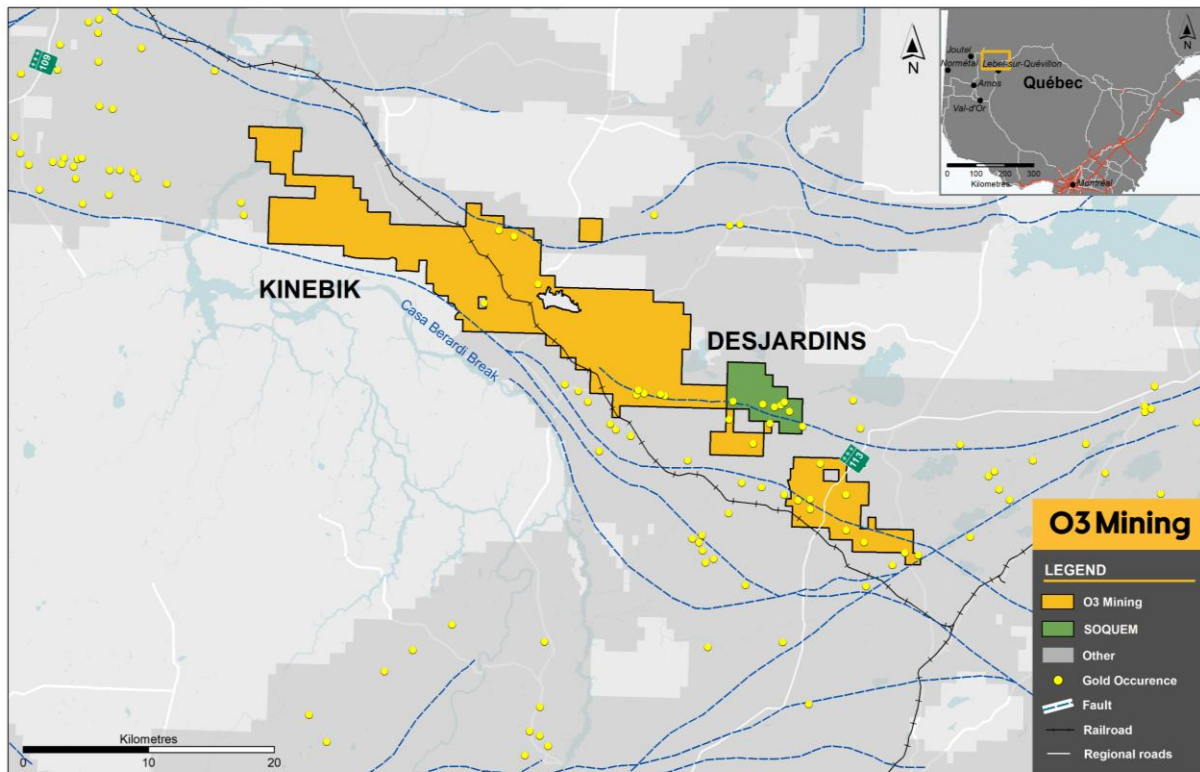 109
N
Joutel
Normétal
Lebel-sur-Quévillon
Amos
Québec
Val-d'Or
0 100 200 300
Kilometres
Montréal
N
KINEBIK
Casa Berardi Break
DESJARDINS
113
O3 Mining
LEGEND
O3 Mining
SOQUEM
Other
Gold Occurence
Fault
Railroad
Regional roads
Kilometres
0 10 20